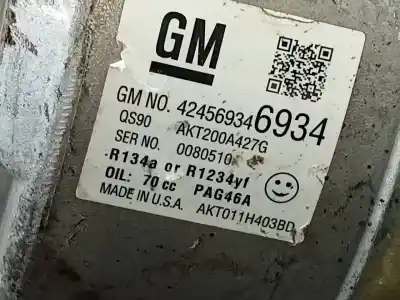 GM
GM NO. 42456934 6934
QS90 AKT200A427G
SER NO. 0080510
R134a or R1234yf
OIL: 70 cc PAG46A
MADE IN U.S.A. AKT011H403BD